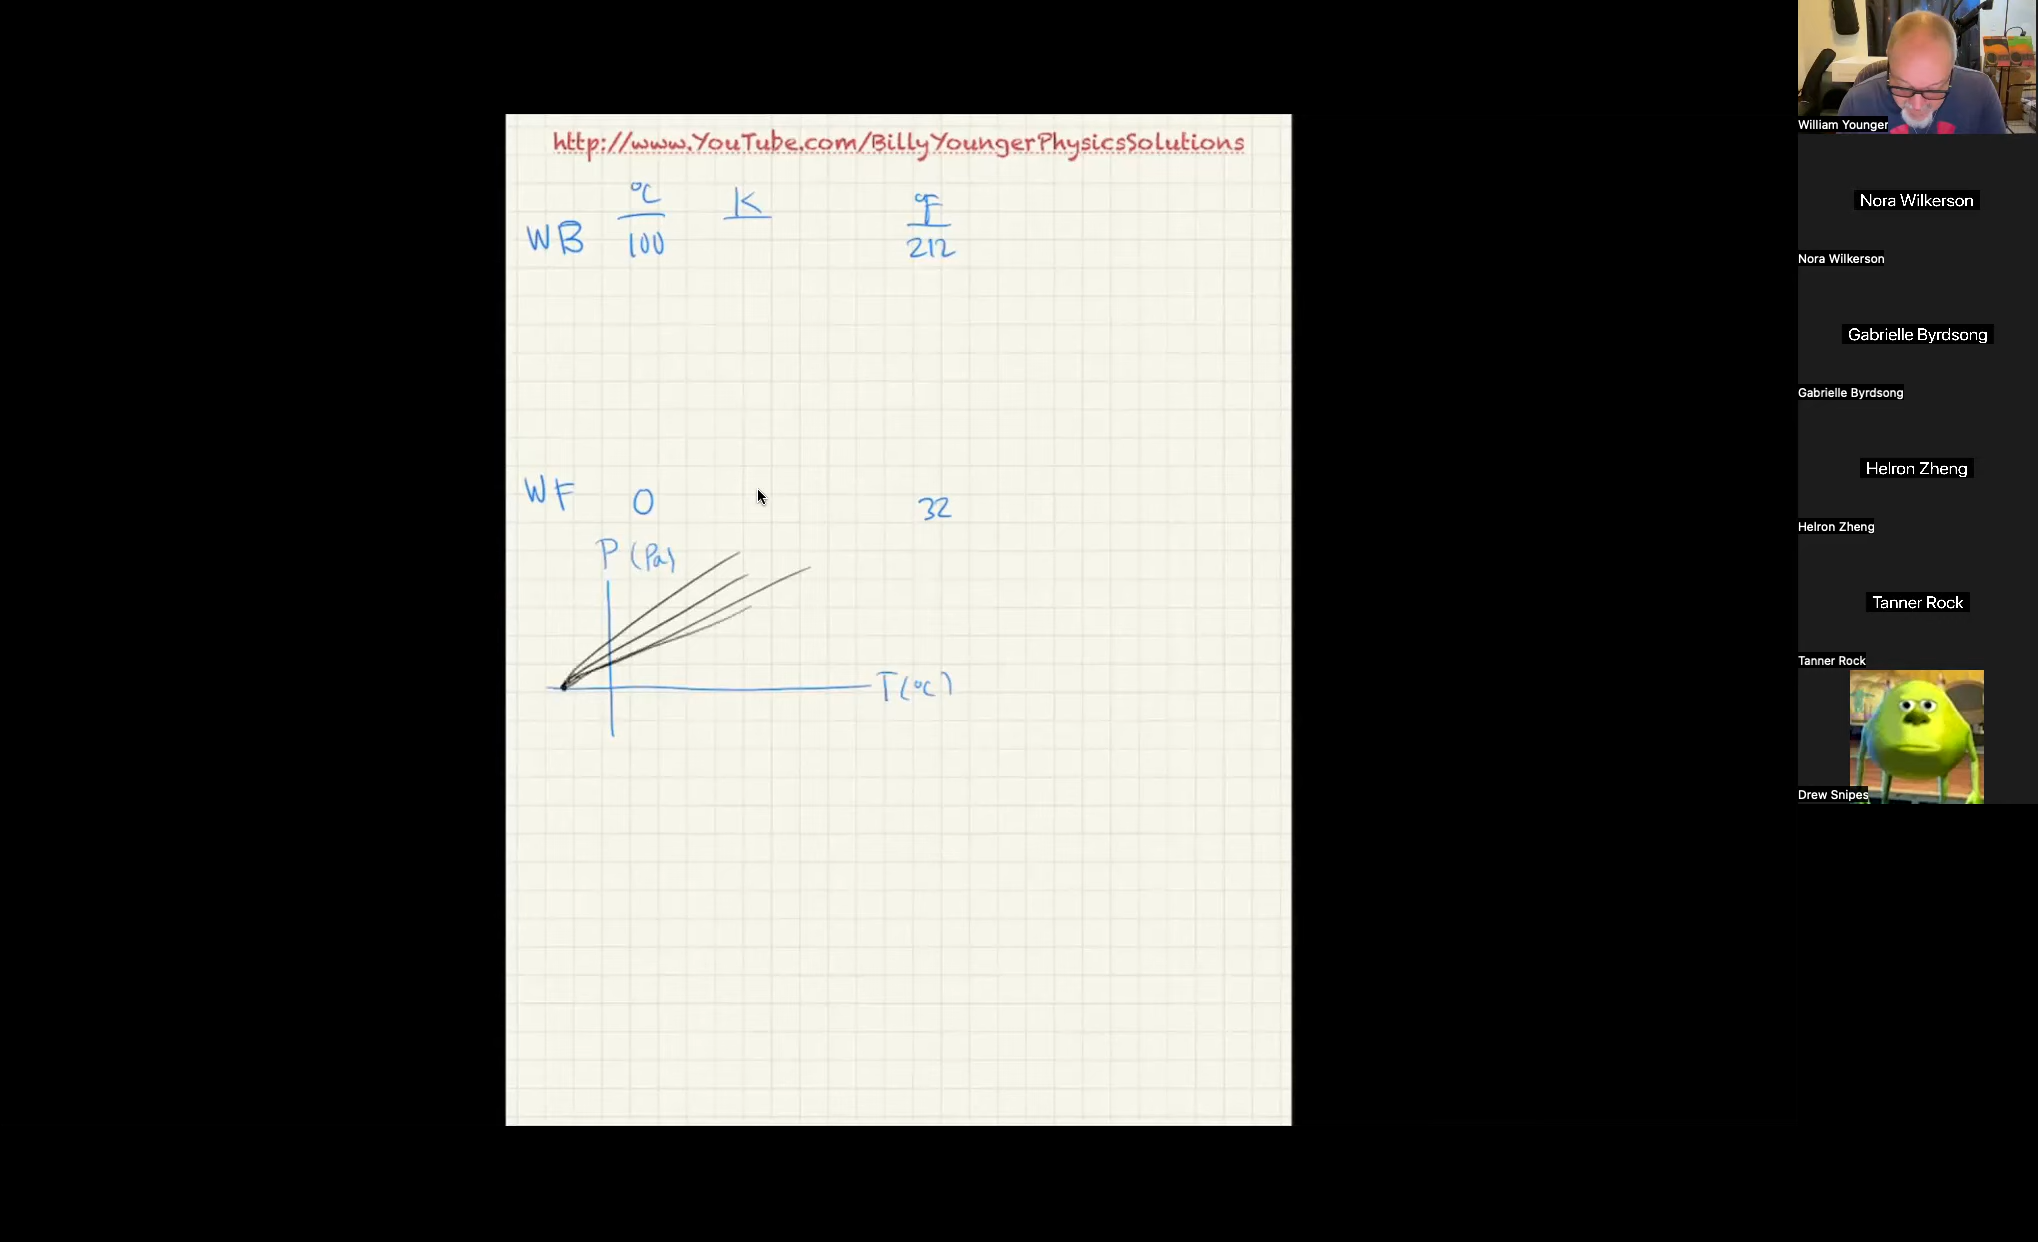 http://www.YouTube.com/BillyYoungerPhysicsSolutions
°C K °F
WB 100 212
WF 0 32
P (Pa)
T(°C)
William Younger
Nora Wilkerson
Nora Wilkerson
Gabrielle Byrdsong
Gabrielle Byrdsong
Helron Zheng
Helron Zheng
Tanner Rock
Tanner Rock
Drew Snipes